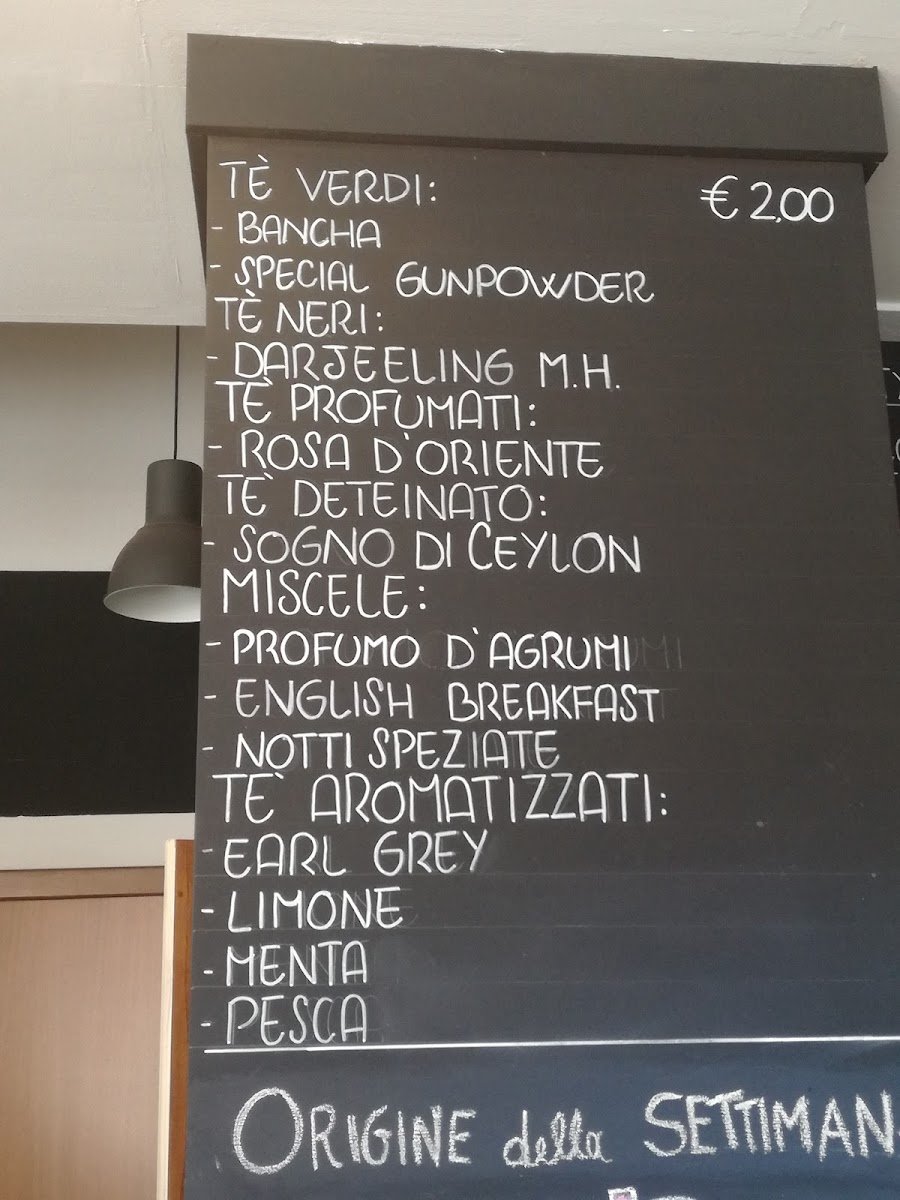 TÈ VERDI: € 2,00
- BANCHA
- SPECIAL GUNPOWDER
TÈ NERI:
- DARJEELING M.H.
TÈ PROFUMATI:
- ROSA D'ORIENTE
TÈ DETEINATO:
- SOGNO DI CEYLON
MISCELE:
- PROFUMO D'AGRUMI
- ENGLISH BREAKFAST
- NOTTI SPEZIATE
TÈ AROMATIZZATI:
- EARL GREY
- LIMONE
- MENTA
- PESCA
ORIGINE della SETTIMAN